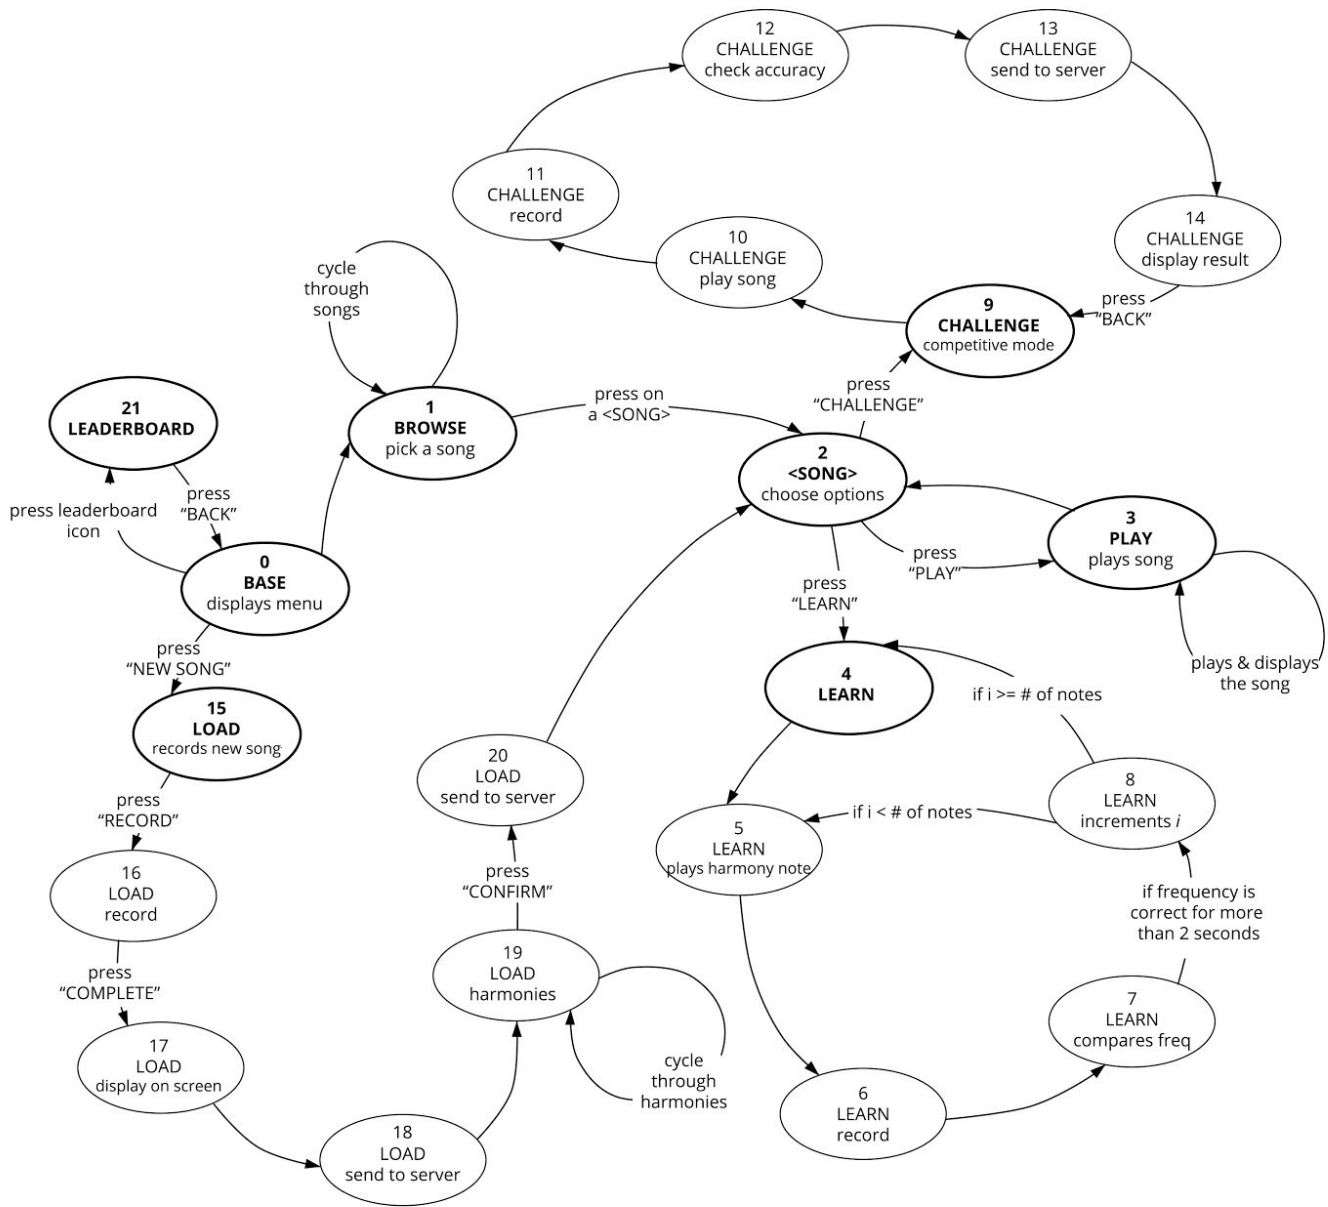 12
CHALLENGE
check accuracy
13
CHALLENGE
send to server
11
CHALLENGE
record
10
CHALLENGE
play song
14
CHALLENGE
display result
press
“BACK”
9
CHALLENGE
competitive mode
cycle
through
songs
press
“CHALLENGE”
press on
a <SONG>
1
BROWSE
pick a song
21
LEADERBOARD
press
“BACK”
press leaderboard
icon
0
BASE
displays menu
2
<SONG>
choose options
3
PLAY
plays song
press
“PLAY”
press
“LEARN”
plays & displays
the song
press
“NEW SONG”
15
LOAD
records new song
4
LEARN
if i >= # of notes
20
LOAD
send to server
8
LEARN
increments i
if i < # of notes
5
LEARN
plays harmony note
press
“RECORD”
16
LOAD
record
press
“CONFIRM”
if frequency is
correct for more
than 2 seconds
19
LOAD
harmonies
press
“COMPLETE”
7
LEARN
compares freq
17
LOAD
display on screen
cycle
through
harmonies
6
LEARN
record
18
LOAD
send to server